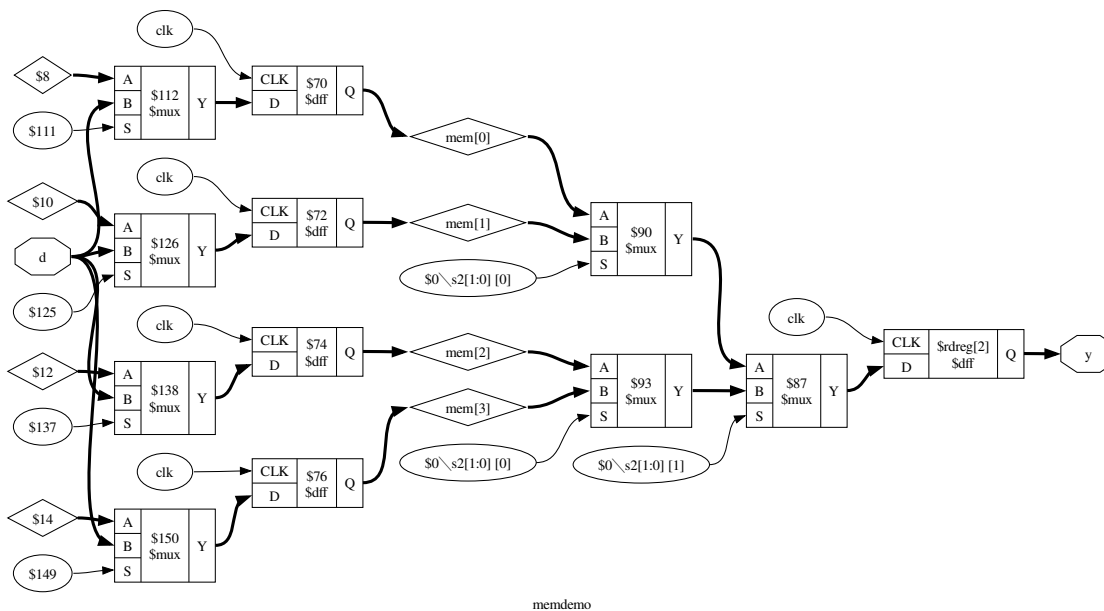 clk
$8
A
B
S
$112
$mux
Y
CLK
D
$70
$dff
Q
$111
mem[0]
clk
$10
A
B
S
$126
$mux
Y
CLK
D
$72
$dff
Q
mem[1]
d
$125
$0\s2[1:0] [0]
A
B
S
$90
$mux
Y
clk
$12
A
B
S
$138
$mux
Y
CLK
D
$74
$dff
Q
mem[2]
mem[3]
$137
$0\s2[1:0] [0]
A
B
S
$93
$mux
Y
$0\s2[1:0] [1]
A
B
S
$87
$mux
Y
clk
CLK
D
$rdreg[2]
$dff
Q
y
clk
$14
A
B
S
$150
$mux
Y
CLK
D
$76
$dff
Q
$149
memdemo